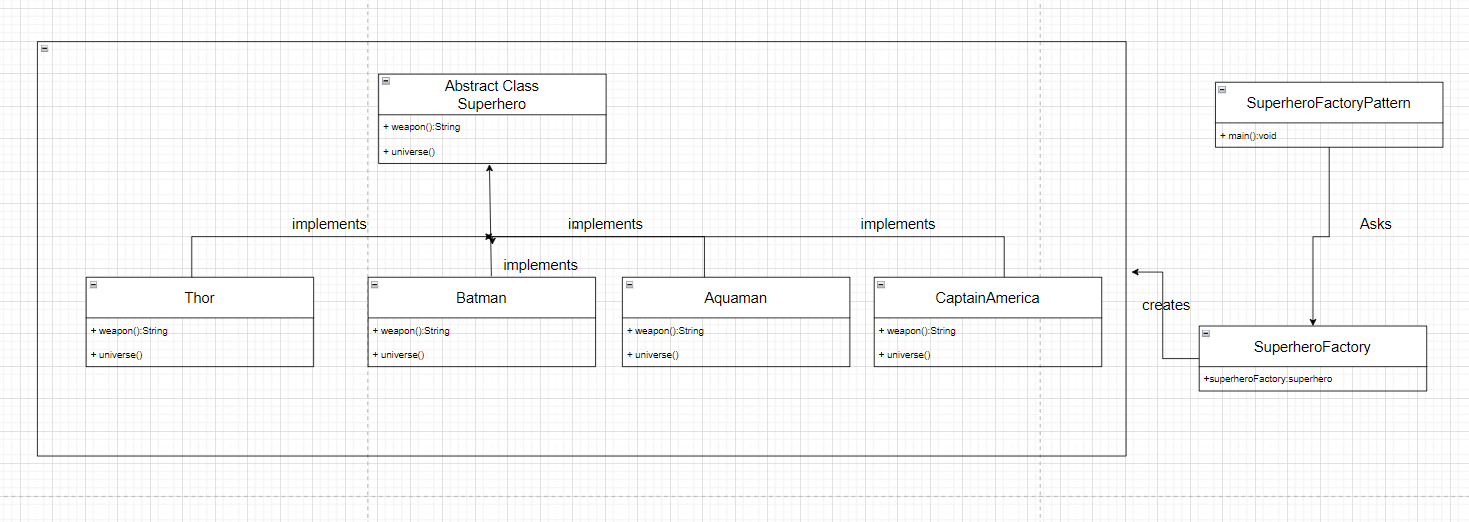 Abstract Class
Superhero
+ weapon():String
+ universe()
SuperheroFactoryPattern
+ main():void
implements
implements
implements
Asks
implements
Thor
+ weapon():String
+ universe()
Batman
+ weapon():String
+ universe()
Aquaman
+ weapon():String
+ universe()
CaptainAmerica
+ weapon():String
+ universe()
creates
SuperheroFactory
+superheroFactory:superhero